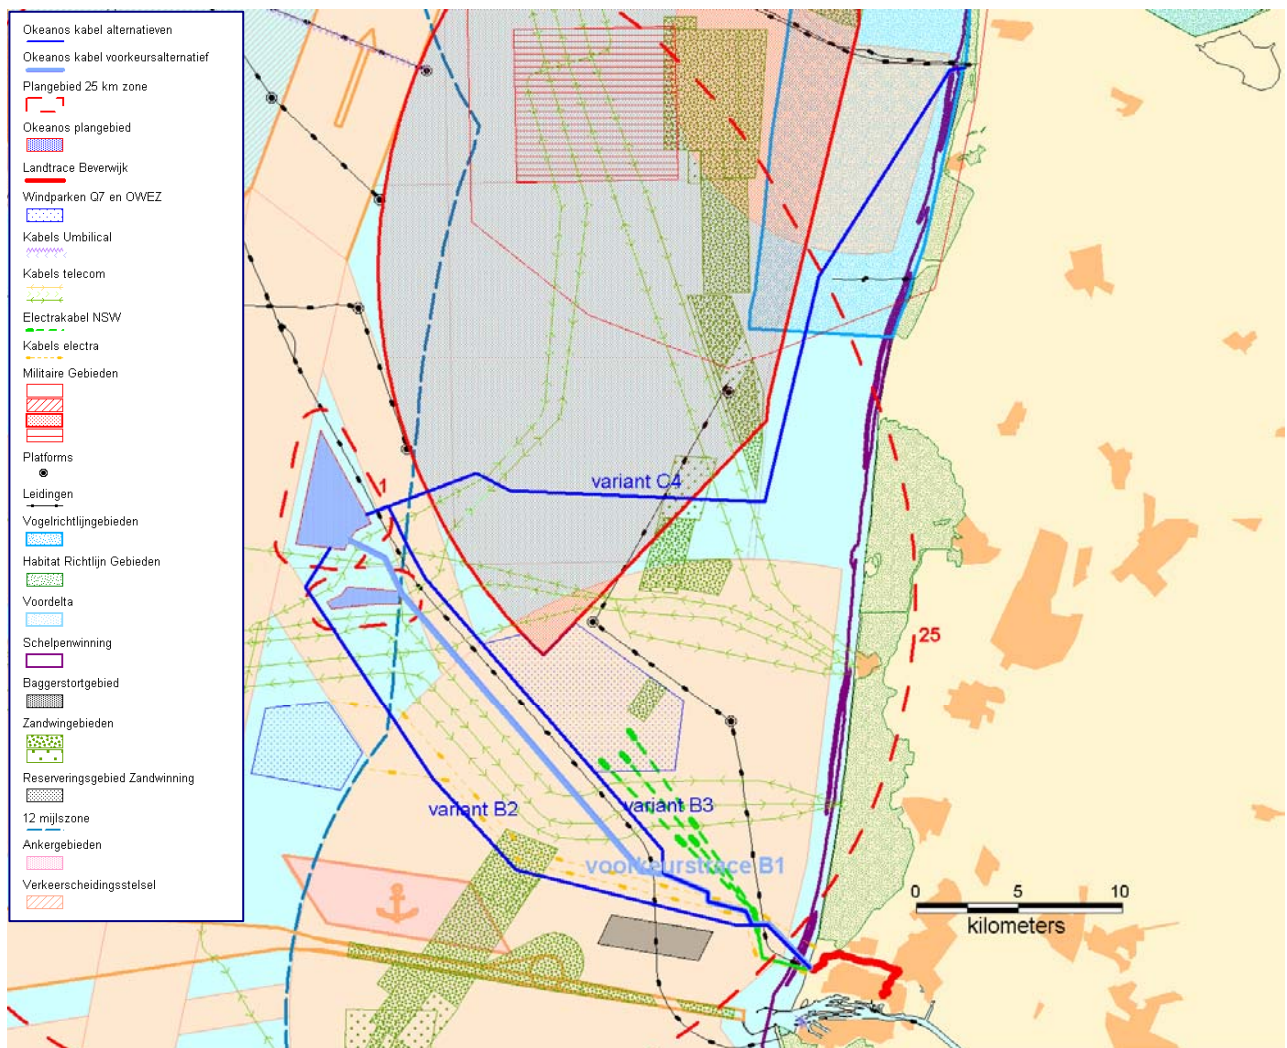 Okeanos kabel alternatieven
Okeanos kabel voorkeursalternatief
Plangebied 25 km zone
Okeanos plangebied
Landtrace Beverwijk
Windparken Q7 en OWEZ
Kabels Umbilical
Kabels telecom
Electrakabel NSW
Kabels electra
Militaire Gebieden
Platforms
Leidingen
Vogelrichtlijngebieden
Habitat Richtlijn Gebieden
Voordelta
Schelpenwinning
Baggerstortgebied
Zandwingebieden
Reserveringsgebied Zandwinning
12 mijlszone
Ankergebieden
Verkeerscheidingsstelsel
variant C4
1
2
25
variant B2
variant B3
voorkeurstrace B1
0 5 10
kilometers